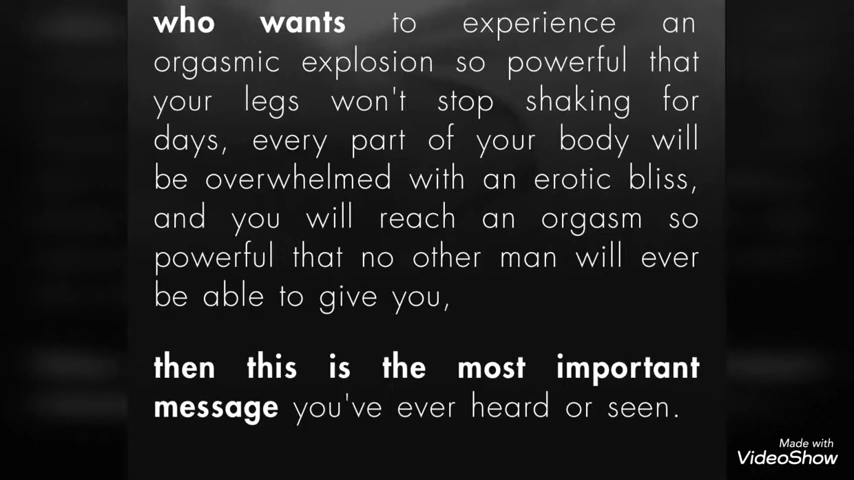 who wants to experience an
orgasmic explosion so powerful that
your legs won't stop shaking for
days, every part of your body will
be overwhelmed with an erotic bliss,
and you will reach an orgasm so
powerful that no other man will ever
be able to give you,
then this is the most important
message you've ever heard or seen.
Made with
VideoShow